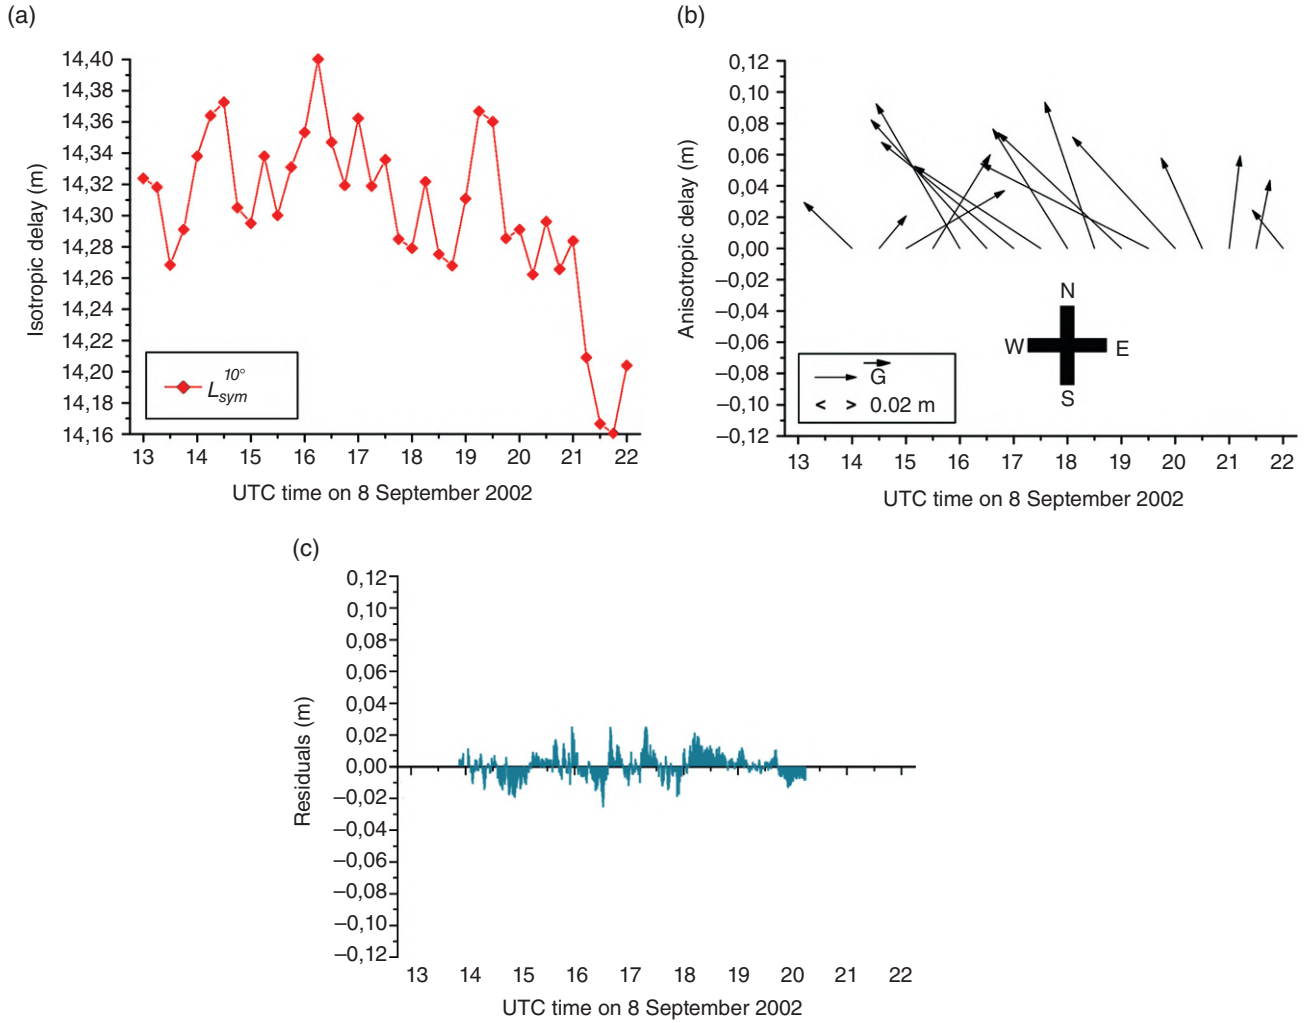 (a)
14,40
14,38
14,36
14,34
14,32
14,30
14,28
14,26
14,24
14,22
14,20
14,18
14,16
Isotropic delay (m)
L sym 10°
13 14 15 16 17 18 19 20 21 22
UTC time on 8 September 2002
(b)
0,12
0,10
0,08
0,06
0,04
0,02
0,00
−0,02
−0,04
−0,06
−0,08
−0,10
−0,12
Anisotropic delay (m)
N
W E
S
G
< > 0.02 m
13 14 15 16 17 18 19 20 21 22
UTC time on 8 September 2002
(c)
0,12
0,10
0,08
0,06
0,04
0,02
0,00
−0,02
−0,04
−0,06
−0,08
−0,10
−0,12
Residuals (m)
13 14 15 16 17 18 19 20 21 22
UTC time on 8 September 2002